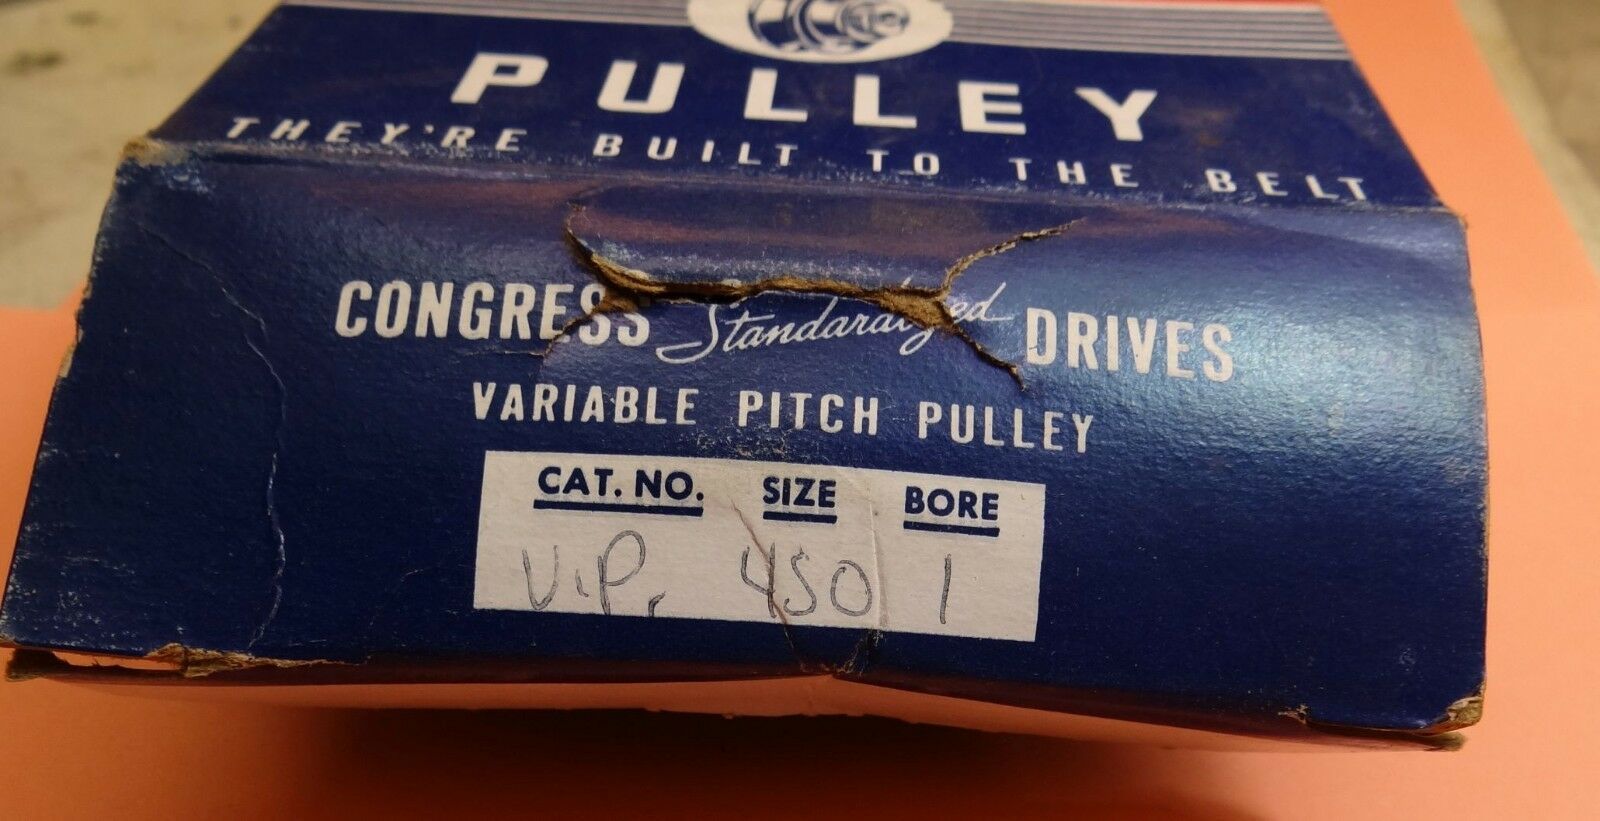 PULLEY
THEY'RE BUILT TO THE BELT
CONGRESS Standardized DRIVES
VARIABLE PITCH PULLEY
CAT. NO. SIZE BORE
V.P. 450 1